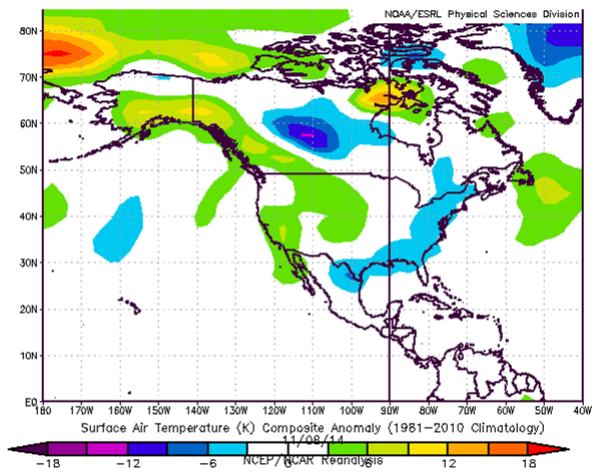 NOAA/ESRL Physical Sciences Division
80N
70N
60N
50N
40N
30N
20N
10N
EQ
180 170W 160W 150W 140W 130W 120W 110W 100W 90W 80W 70W 60W 50W 40W
Surface Air Temperature (K) Composite Anomaly (1981-2010 Climatology)
11/08/14
-18 -12 -6 0 6 12 18
NCEP/NCAR Reanalysis